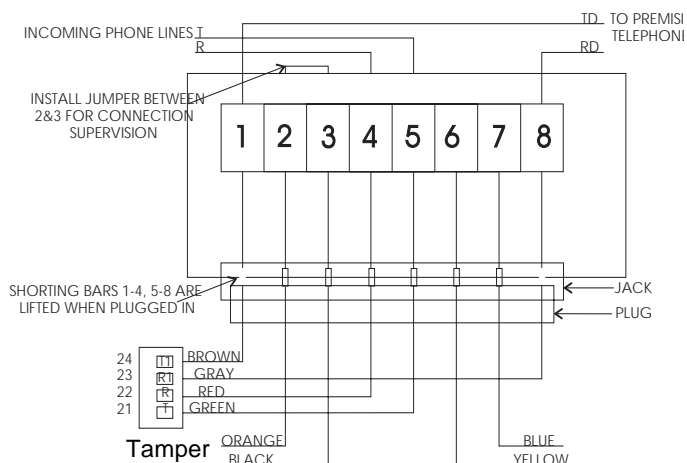 TD TO PREMISI
INCOMING PHONE LINES T
TELEPHONE
R
RD
INSTALL JUMPER BETWEEN
2&3 FOR CONNECTION
SUPERVISION
1 2 3 4 5 6 7 8
SHORTING BARS 1-4, 5-8 ARE
LIFTED WHEN PLUGGED IN
JACK
PLUG
24 T1 BROWN
23 R1 GRAY
22 R RED
21 T GREEN
Tamper
ORANGE
BLUE
BLACK
YELLOW